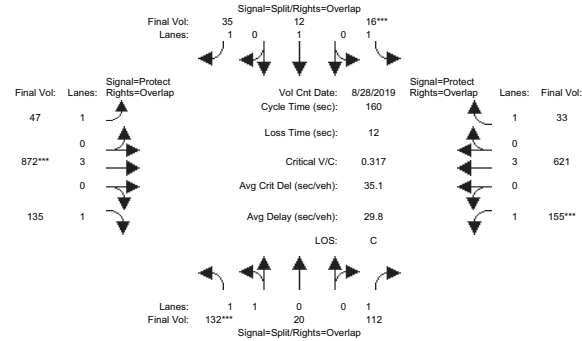 Signal=Split/Rights=Overlap
Final Vol: 35 12 16***
Lanes: 1 0 1 0 1
Signal=Protect
Final Vol: Lanes: Rights=Overlap
Vol Cnt Date: 8/28/2019
Signal=Protect
Rights=Overlap Lanes: Final Vol:
Cycle Time (sec): 160
47 1
1 33
Loss Time (sec): 12
0
0
872*** 3
Critical V/C: 0.317
3 621
0
Avg Crit Del (sec/veh): 35.1
0
135 1
Avg Delay (sec/veh): 29.8
1 155***
LOS: C
Lanes: 1 1 0 0 1
Final Vol: 132*** 20 112
Signal=Split/Rights=Overlap